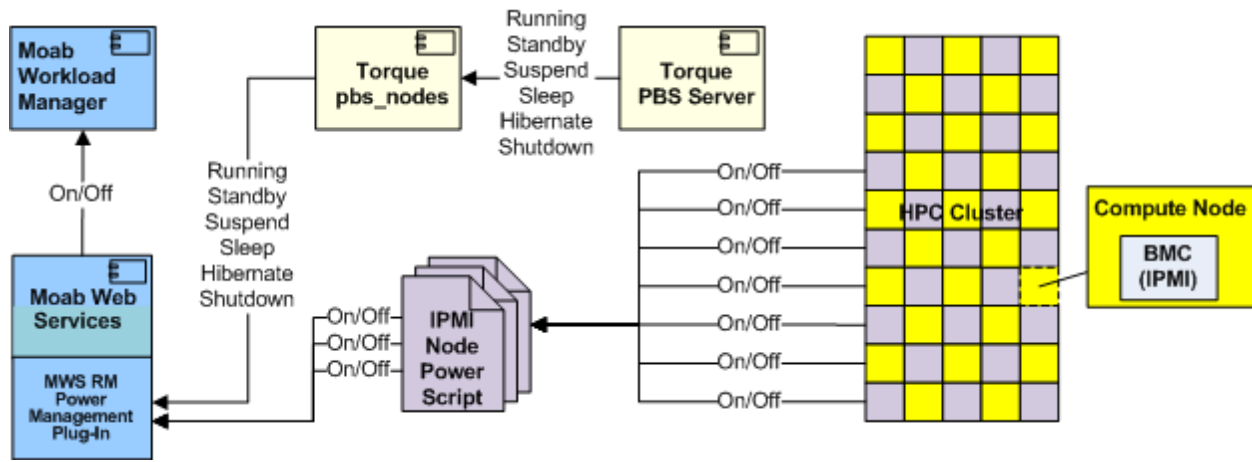 Moab
Workload
Manager
On/Off
Moab Web
Services
MWS RM
Power
Management
Plug-In
Running
Standby
Suspend
Sleep
Hibernate
Shutdown
Torque
pbs_nodes
Running
Standby
Suspend
Sleep
Hibernate
Shutdown
Torque
PBS Server
On/Off
On/Off
On/Off
IPMI
Node
Power
Script
On/Off
On/Off
On/Off
On/Off
On/Off
On/Off
On/Off
HPC Cluster
Compute Node
BMC
(IPMI)